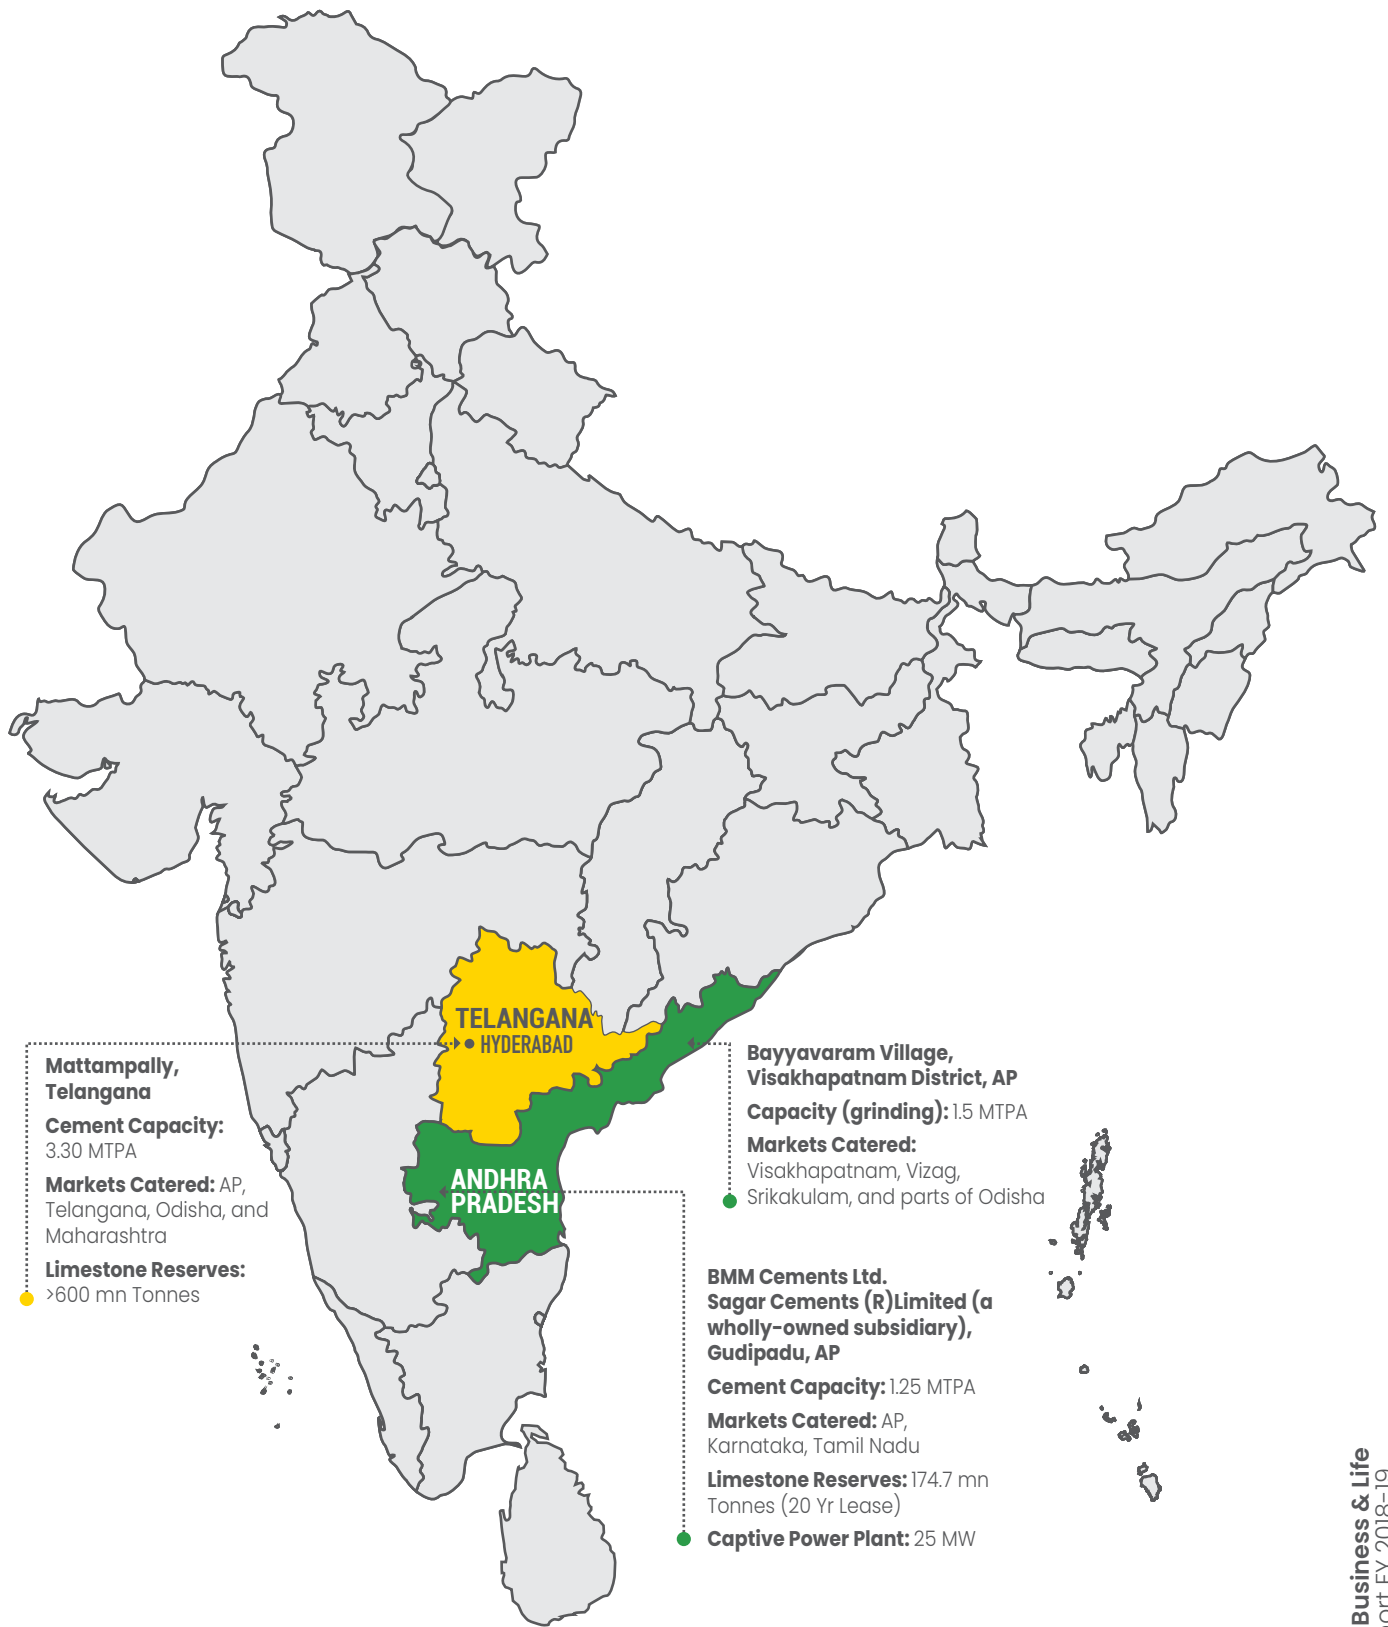 TELANGANA
HYDERABAD
Mattampally,
Telangana
Cement Capacity:
3.30 MTPA
Markets Catered: AP,
Telangana, Odisha, and
Maharashtra
Limestone Reserves:
>600 mn Tonnes
Bayyavaram Village,
Visakhapatnam District, AP
Capacity (grinding): 1.5 MTPA
Markets Catered:
Visakhapatnam, Vizag,
Srikakulam, and parts of Odisha
ANDHRA
PRADESH
BMM Cements Ltd.
Sagar Cements (R)Limited (a
wholly-owned subsidiary),
Gudipadu, AP
Cement Capacity: 1.25 MTPA
Markets Catered: AP,
Karnataka, Tamil Nadu
Limestone Reserves: 174.7 mn
Tonnes (20 Yr Lease)
Captive Power Plant: 25 MW
Business & Life
FY 2018-19